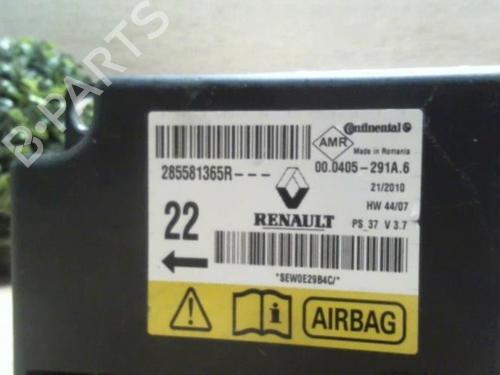 Continental
AMR
Made in Romania
285581365R---
00.0405-291A.6
21/2010
HW 44/07
22
RENAULT
PS_37 V 3.7
*SEW0E29B4C/*
AIRBAG
B-PARTS